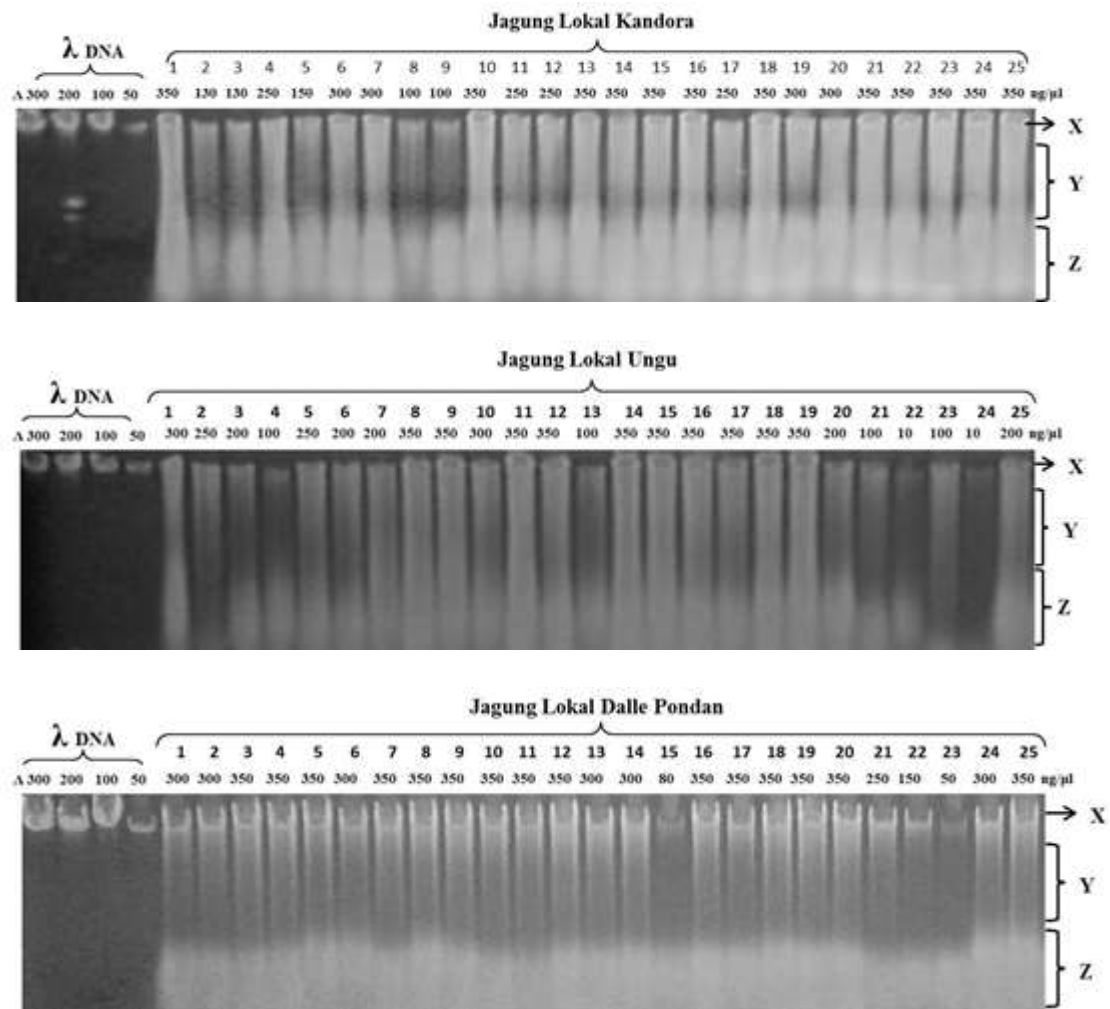 Jagung Lokal Kandora
λ DNA
1 2 3 4 5 6 7 8 9 10 11 12 13 14 15 16 17 18 19 20 21 22 23 24 25
Λ 300 200 100 50 350 130 130 250 150 300 300 100 100 350 250 250 350 350 350 350 250 350 300 300 350 350 350 350 350 ng/µl
X
Y
Z
Jagung Lokal Ungu
λ DNA
1 2 3 4 5 6 7 8 9 10 11 12 13 14 15 16 17 18 19 20 21 22 23 24 25
Λ 300 200 100 50 300 250 200 100 250 200 200 350 350 300 350 350 100 350 350 350 350 350 350 200 100 10 100 10 200 ng/µl
X
Y
Z
Jagung Lokal Dalle Pondan
λ DNA
1 2 3 4 5 6 7 8 9 10 11 12 13 14 15 16 17 18 19 20 21 22 23 24 25
Λ 300 200 100 50 300 300 350 350 350 300 350 350 350 350 350 350 300 300 80 350 350 350 350 350 250 150 50 300 350 ng/µl
X
Y
Z